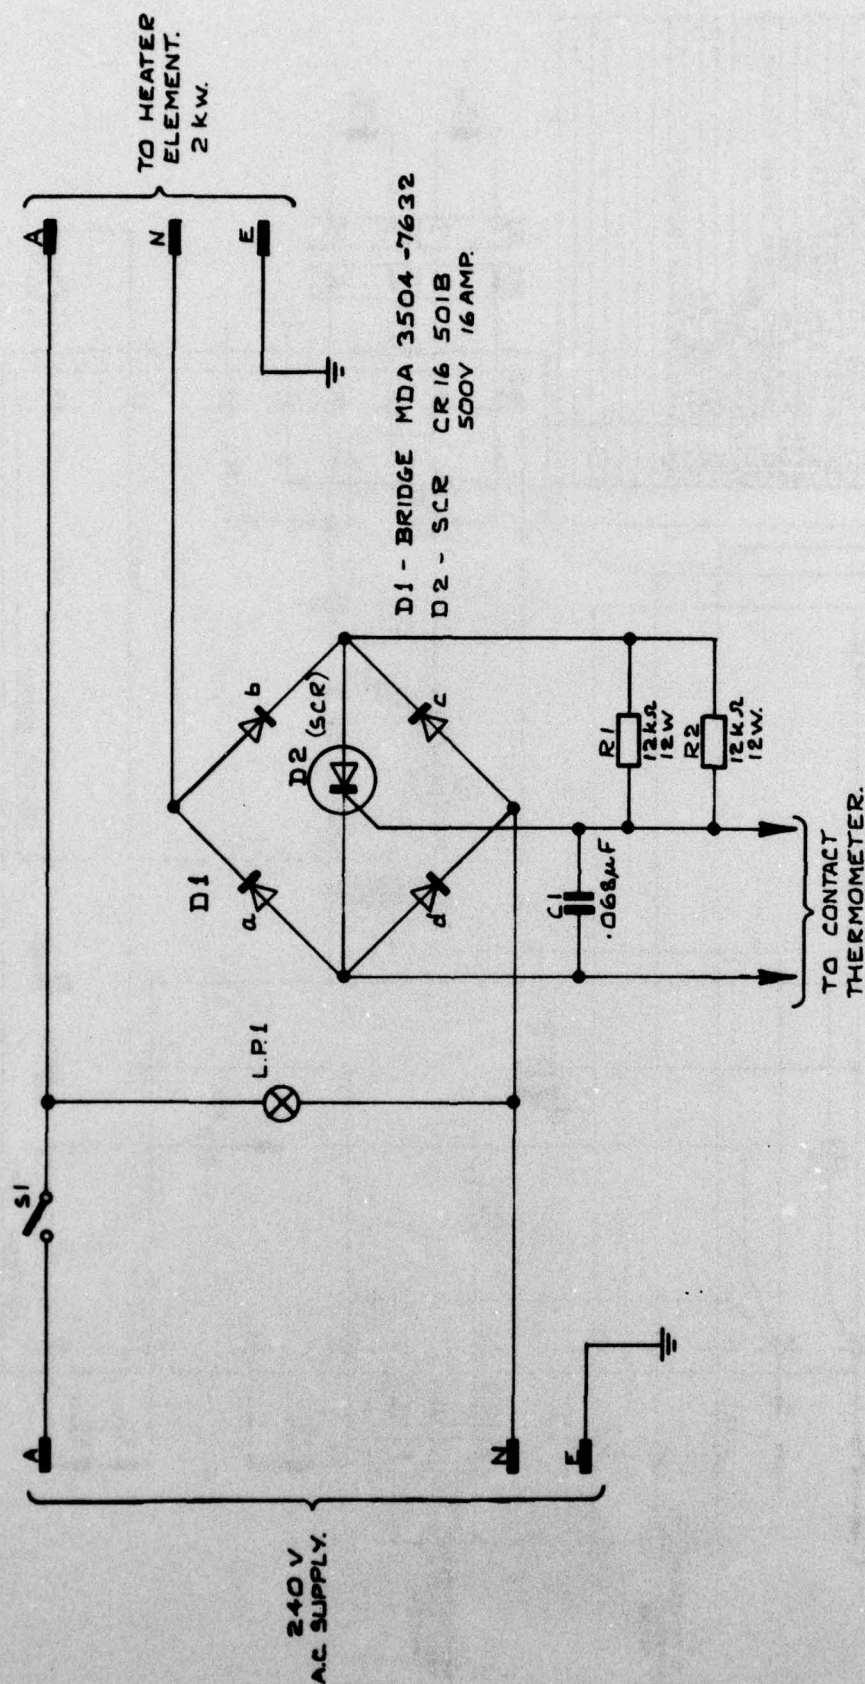 240 V
A.C. SUPPLY.
A
N
E
S1
L.P.1
D1
a
b
c
d
D2
(SCR)
C1
.068µF
R1
12kΩ
12W
R2
12kΩ
12W.
TO CONTACT
THERMOMETER.
D1 - BRIDGE MDA 3504 - 7632
D2 - SCR CR16 501B
500V 16 AMP.
A
N
E
TO HEATER
ELEMENT.
2 kW.